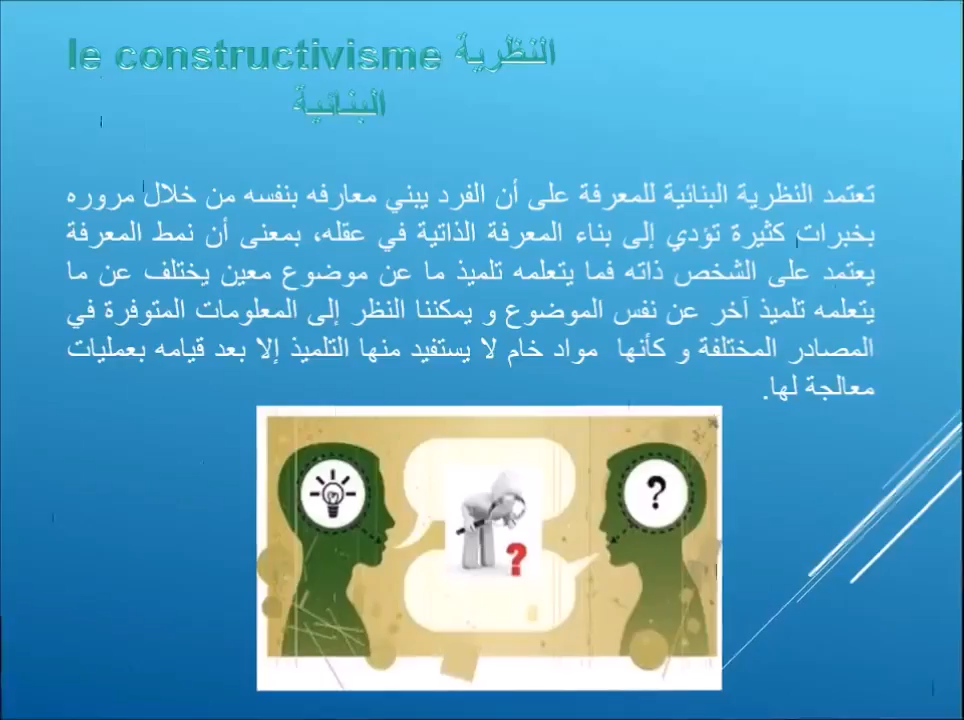 le constructivisme النظرية
البنائية
تعتمد النظرية البنائية للمعرفة على أن الفرد يبني معارفه بنفسه من خلال مروره
بخبرات كثيرة تؤدي إلى بناء المعرفة الذاتية في عقله، بمعنى أن نمط المعرفة
يعتمد على الشخص ذاته فما يتعلمه تلميذ ما عن موضوع معين يختلف عن ما
يتعلمه تلميذ آخر عن نفس الموضوع و يمكننا النظر إلى المعلومات المتوفرة في
المصادر المختلفة و كأنها مواد خام لا يستفيد منها التلميذ إلا بعد قيامه بعمليات
معالجة لها.
?
?